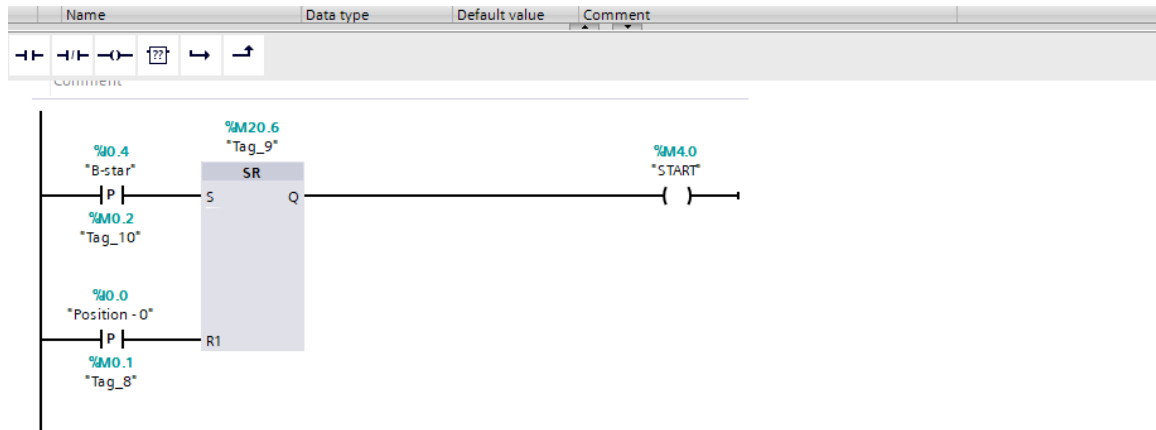 Name Data type Default value Comment
??
Comment
%M20.6
"Tag_9"
%I0.4
"B-star"
SR
%M4.0
"START"
P
S
Q
%M0.2
"Tag_10"
%I0.0
"Position - 0"
P
R1
%M0.1
"Tag_8"